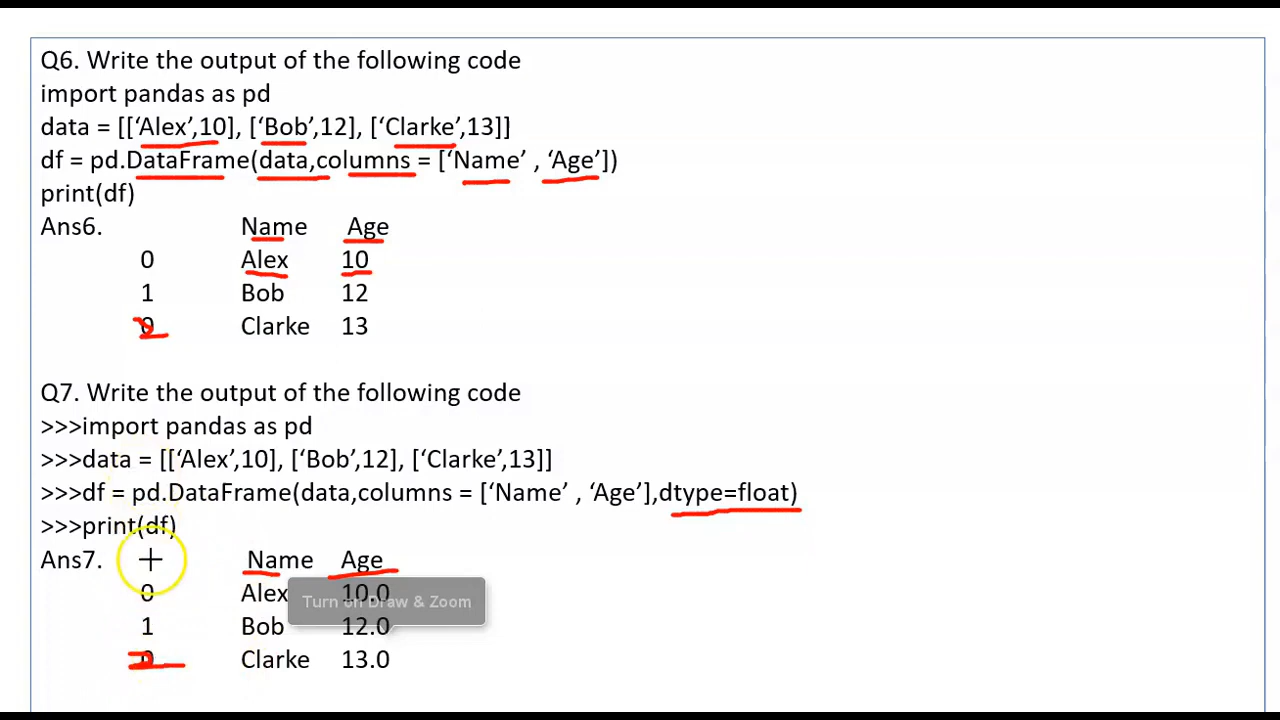 Q6. Write the output of the following code
import pandas as pd
data = [[‘Alex’,10], [‘Bob’,12], [‘Clarke’,13]]
df = pd.DataFrame(data,columns = [‘Name’ , ‘Age’])
print(df)
Ans6. Name Age
0 Alex 10
1 Bob 12
2 Clarke 13
Q7. Write the output of the following code
>>>import pandas as pd
>>>data = [[‘Alex’,10], [‘Bob’,12], [‘Clarke’,13]]
>>>df = pd.DataFrame(data,columns = [‘Name’ , ‘Age’],dtype=float)
>>>print(df)
Ans7. Name Age
0 Alex 10.0
Turn on Draw & Zoom
1 Bob 12.0
2 Clarke 13.0